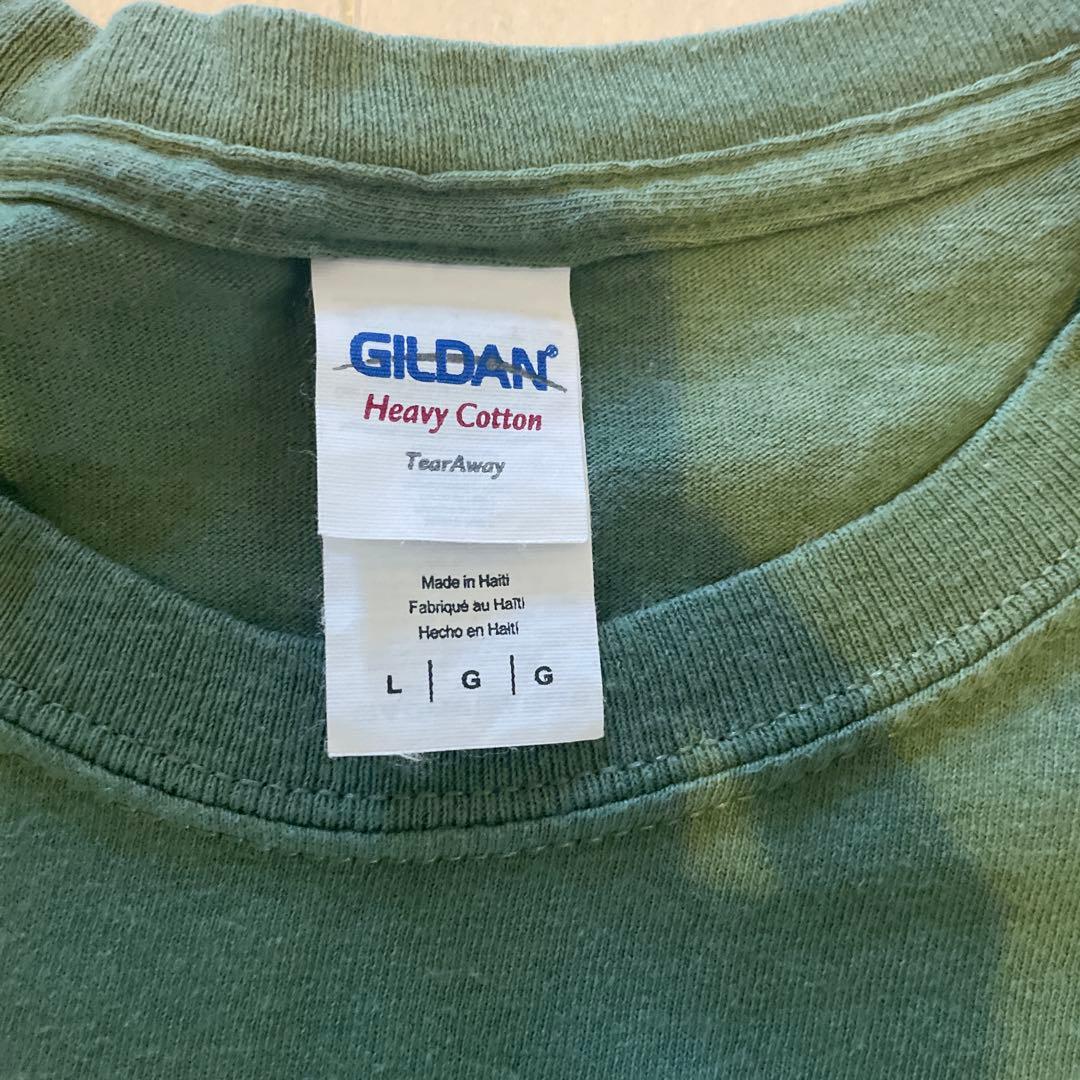 GILDAN®
Heavy Cotton
TearAway
Made in Haiti
Fabriqué au Haïti
Hecho en Haití
L | G | G